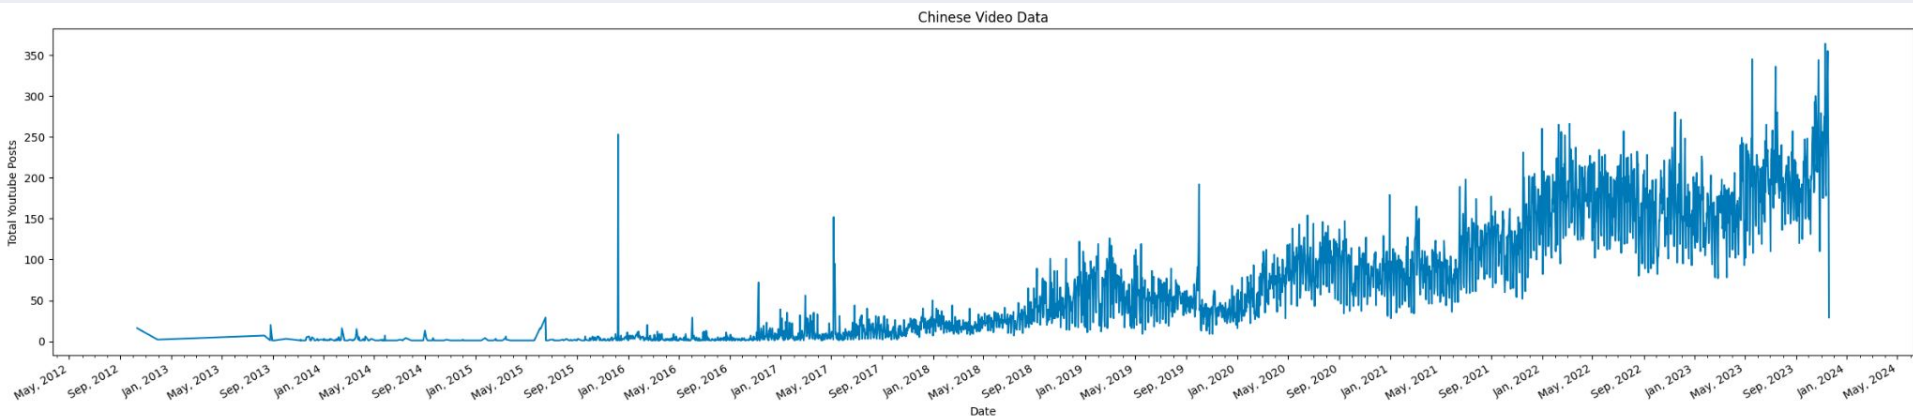 Chinese Video Data
Total Youtube Posts
350
300
250
200
150
100
50
0
May, 2012
Sep, 2012
Jan, 2013
May, 2013
Sep, 2013
Jan, 2014
May, 2014
Sep, 2014
Jan, 2015
May, 2015
Sep, 2015
Jan, 2016
May, 2016
Sep, 2016
Jan, 2017
May, 2017
Sep, 2017
Jan, 2018
May, 2018
Sep, 2018
Jan, 2019
May, 2019
Sep, 2019
Jan, 2020
May, 2020
Sep, 2020
Jan, 2021
May, 2021
Sep, 2021
Jan, 2022
May, 2022
Sep, 2022
Jan, 2023
May, 2023
Sep, 2023
Jan, 2024
May, 2024
Date